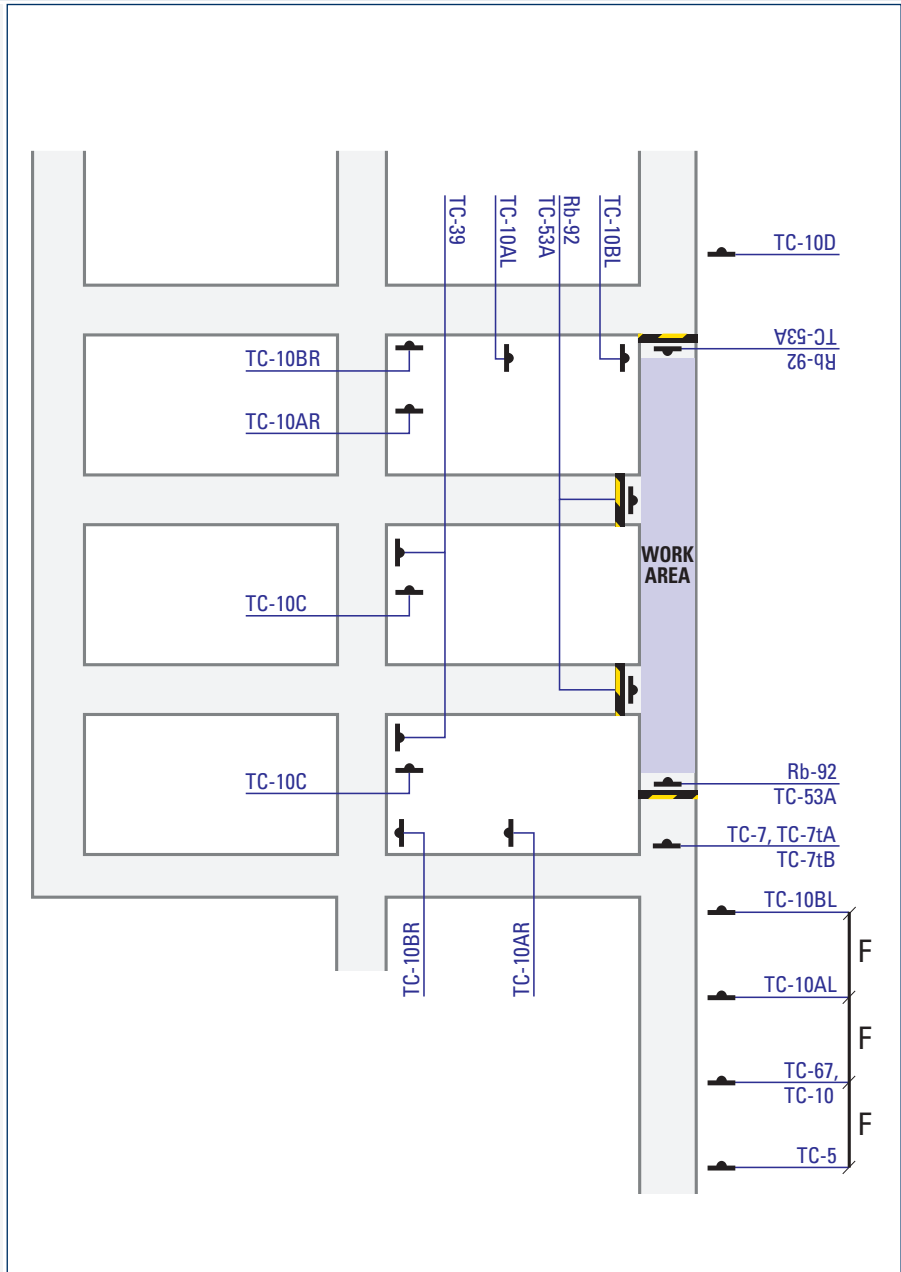 TC-39
TC-10AL
Rb-92
TC-53A
TC-10BL
TC-10D
TC-53A
Rb-92
TC-10BR
TC-10AR
WORK
AREA
TC-10C
TC-10C
Rb-92
TC-53A
TC-7, TC-7tA
TC-7tB
TC-10BL
F
TC-10AL
F
TC-67,
TC-10
F
TC-5
TC-10BR
TC-10AR